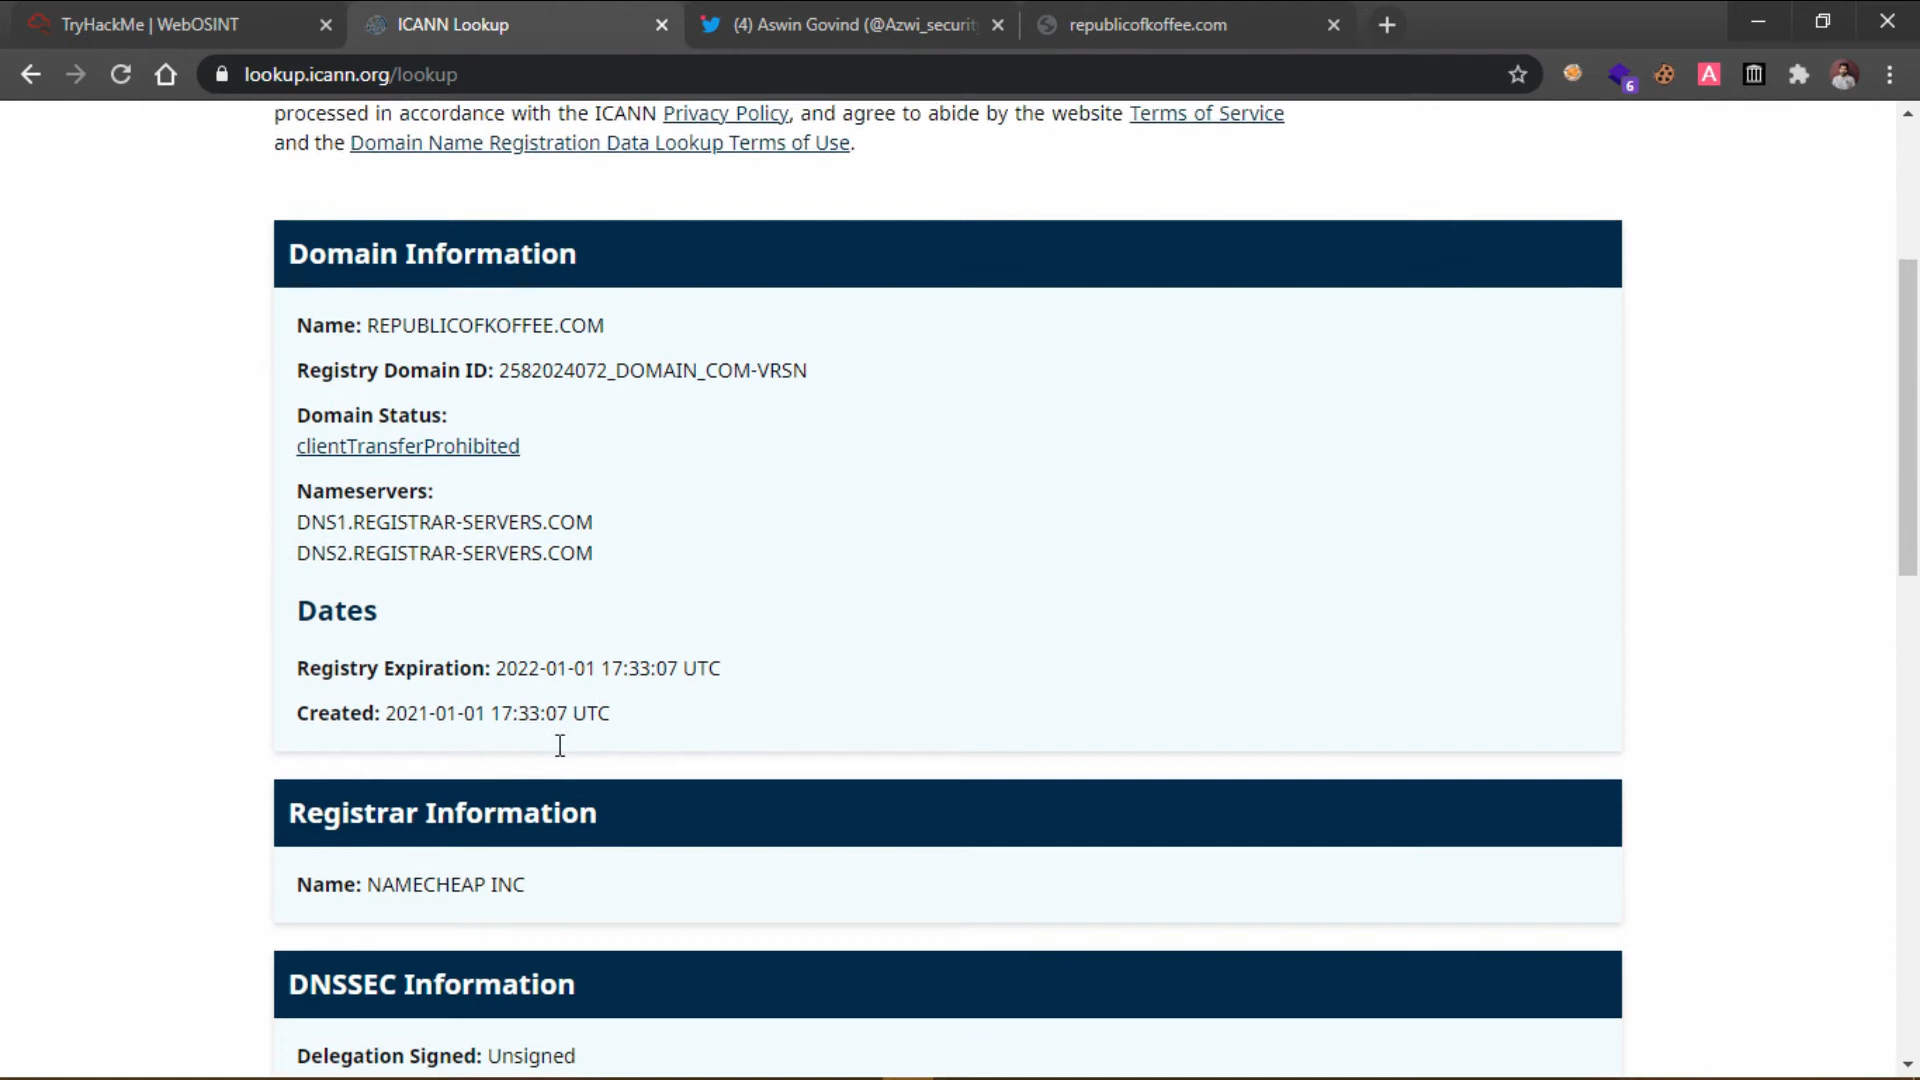 TryHackMe | WebOSINT
ICANN Lookup
(4) Aswin Govind (@Azwi_securit
republicofkoffee.com
lookup.icann.org/lookup
6
A
processed in accordance with the ICANN Privacy Policy, and agree to abide by the website Terms of Service
and the Domain Name Registration Data Lookup Terms of Use.
Domain Information
Name: REPUBLICOFKOFFEE.COM
Registry Domain ID: 2582024072_DOMAIN_COM-VRSN
Domain Status:
clientTransferProhibited
Nameservers:
DNS1.REGISTRAR-SERVERS.COM
DNS2.REGISTRAR-SERVERS.COM
Dates
Registry Expiration: 2022-01-01 17:33:07 UTC
Created: 2021-01-01 17:33:07 UTC
Registrar Information
Name: NAMECHEAP INC
DNSSEC Information
Delegation Signed: Unsigned